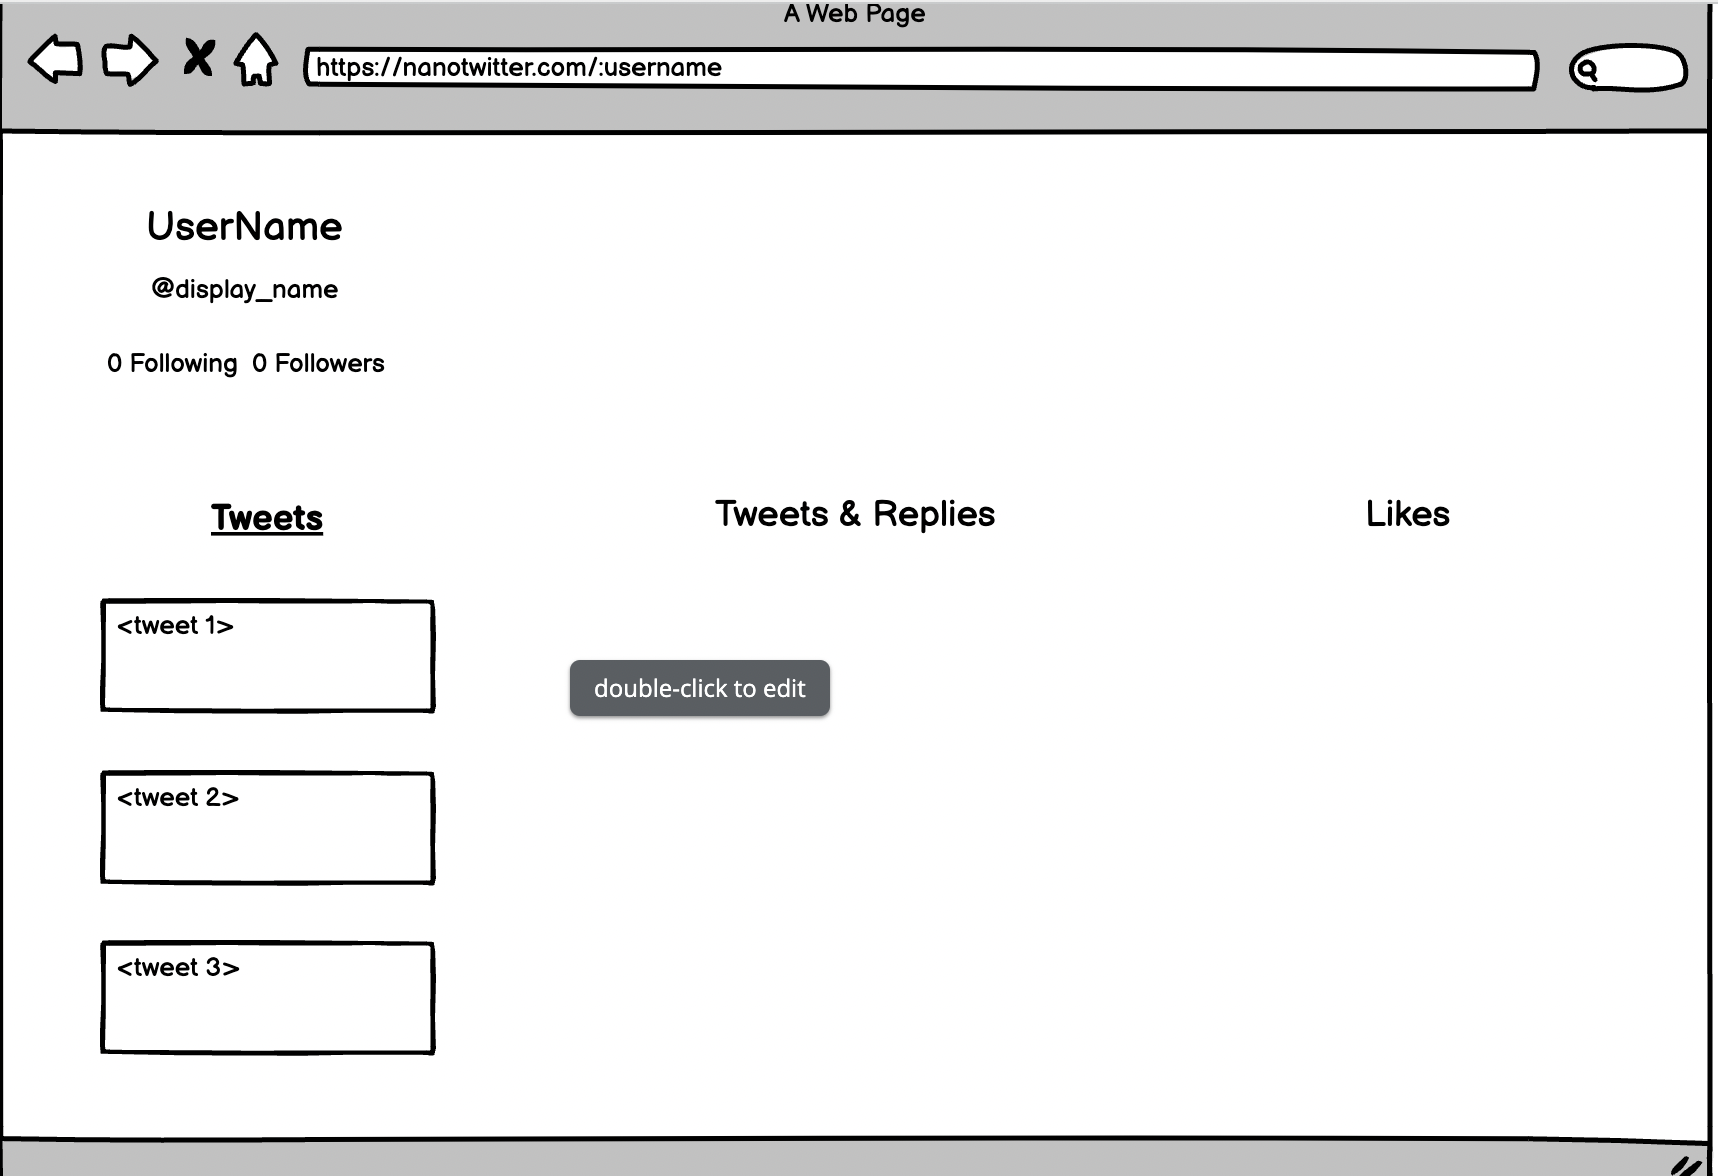 A Web Page
https://nanotwitter.com/:username
UserName
@display_name
0 Following 0 Followers
Tweets
Tweets & Replies
Likes
<tweet 1>
double-click to edit
<tweet 2>
<tweet 3>